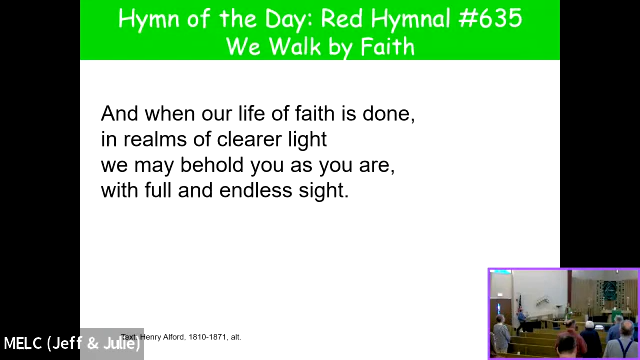 Hymn of the Day: Red Hymnal #635
We Walk by Faith
And when our life of faith is done,
in realms of clearer light
we may behold you as you are,
with full and endless sight.
Text: Henry Alford, 1810-1871, alt.
MELC (Jeff & Julie)